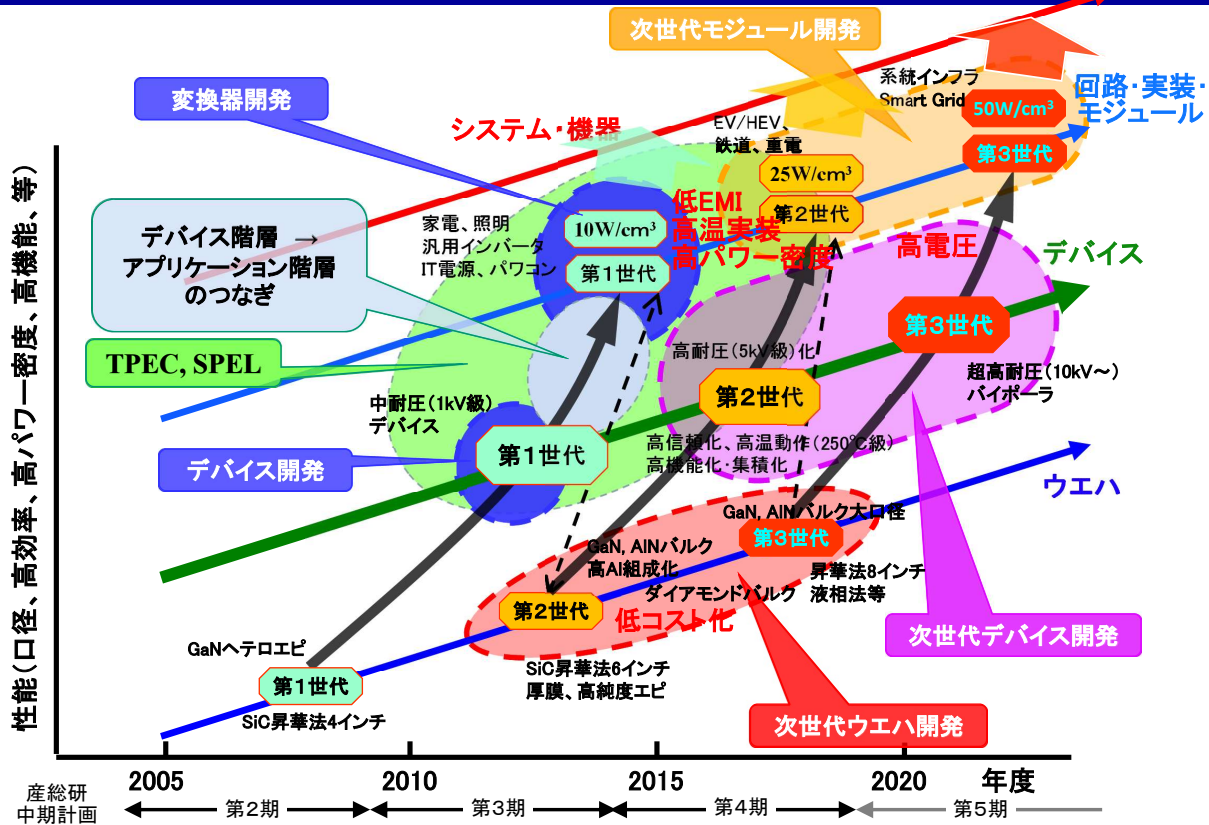 次世代モジュール開発
変換器開発
系統インフラ
Smart Grid
50W/cm³
回路・実装・
モジュール
システム・機器
EV/HEV、
鉄道、重電
第3世代
25W/cm³
第2世代
デバイス階層 →
アプリケーション階層
のつなぎ
家電、照明
汎用インバータ
IT電源、パワコン
10W/cm³
第1世代
低EMI
高温実装
高パワー密度
高電圧
デバイス
第3世代
TPEC, SPEL
高耐圧(5kV級)化
超高耐圧(10kV～)
バイポーラ
中耐圧(1kV級)
デバイス
第2世代
デバイス開発
第1世代
高信頼化、高温動作(250℃級)
高機能化・集積化
ウエハ
GaN, AlNバルク大口径
第3世代
GaN, AlNバルク
高Al組成化
昇華法8インチ
液相法等
ダイアモンドバルク
第2世代
低コスト化
次世代デバイス開発
GaNヘテロエピ
第1世代
SiC昇華法6インチ
厚膜、高純度エピ
SiC昇華法4インチ
次世代ウエハ開発
性能(口径、高効率、高パワー密度、高機能、等)
2005
2010
2015
2020
年度
産総研
中期計画
第2期
第3期
第4期
第5期